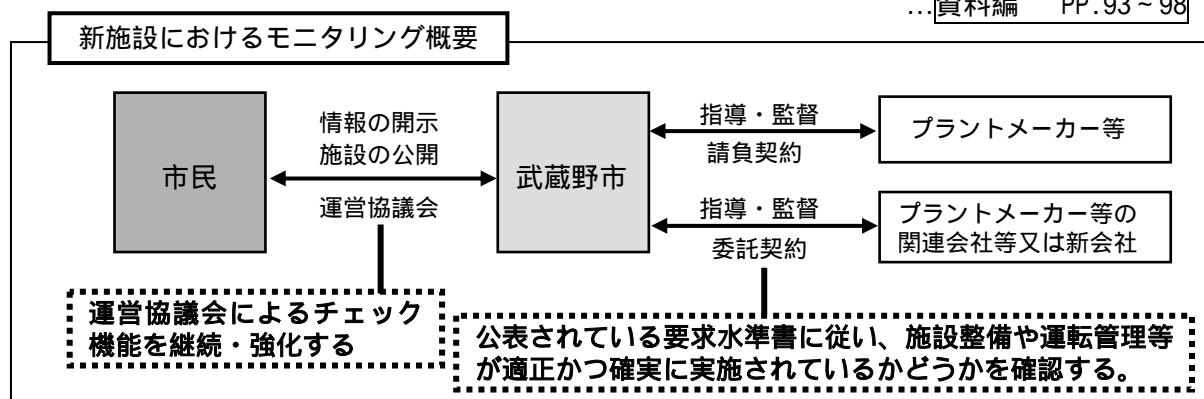 …資料編　PP.93～98
新施設におけるモニタリング概要
市民
情報の開示
施設の公開
運営協議会
武蔵野市
指導・監督
請負契約
プラントメーカー等
指導・監督
委託契約
プラントメーカー等の
関連会社等又は新会社
運営協議会によるチェック
機能を継続・強化する
公表されている要求水準書に従い、施設整備や運転管理等
が適正かつ確実に実施されているかどうかを確認する。